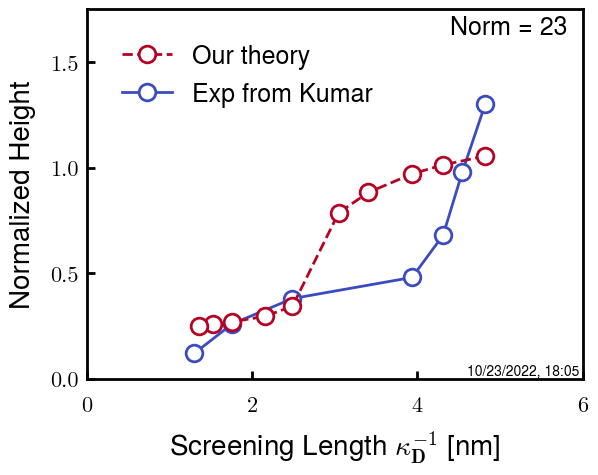 Norm = 23
Our theory
Exp from Kumar
Normalized Height
1.5
1.0
0.5
0.0
10/23/2022, 18:05
0 2 4 6
Screening Length κ_D^{-1} [nm]